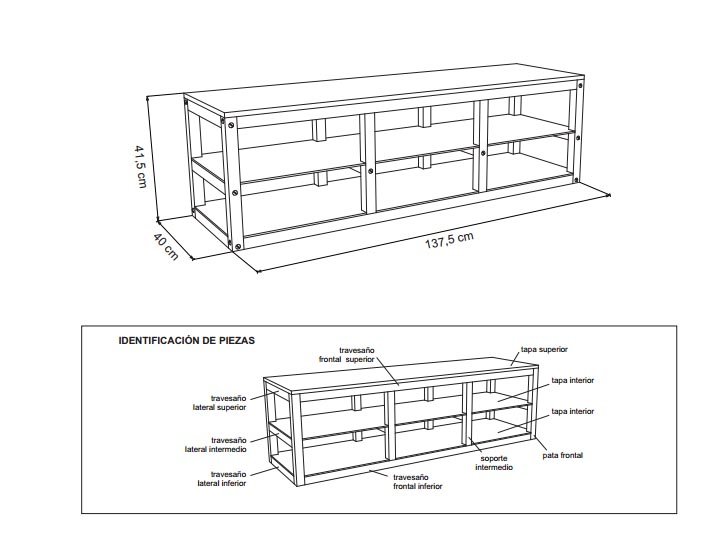 41,5 cm
40 cm
137,5 cm
IDENTIFICACIÓN DE PIEZAS
travesaño
frontal superior
tapa superior
tapa interior
travesaño
lateral superior
tapa interior
travesaño
lateral intermedio
pata frontal
soporte
intermedio
travesaño
lateral inferior
travesaño
frontal inferior